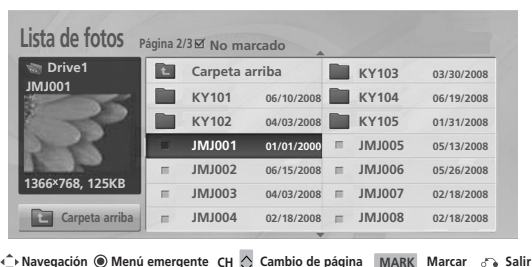 Lista de fotos Página 2/3 No marcado
Drive1
JMJ001
1366×768, 125KB
Carpeta arriba
Carpeta arriba
KY101 06/10/2008
KY102 04/03/2008
JMJ001 01/01/2000
JMJ002 06/15/2008
JMJ003 04/03/2008
JMJ004 02/18/2008
KY103 03/30/2008
KY104 06/19/2008
KY105 01/31/2008
JMJ005 05/13/2008
JMJ006 05/26/2008
JMJ007 02/18/2008
JMJ008 02/18/2008
Navegación Menú emergente CH Cambio de página MARK Marcar Salir